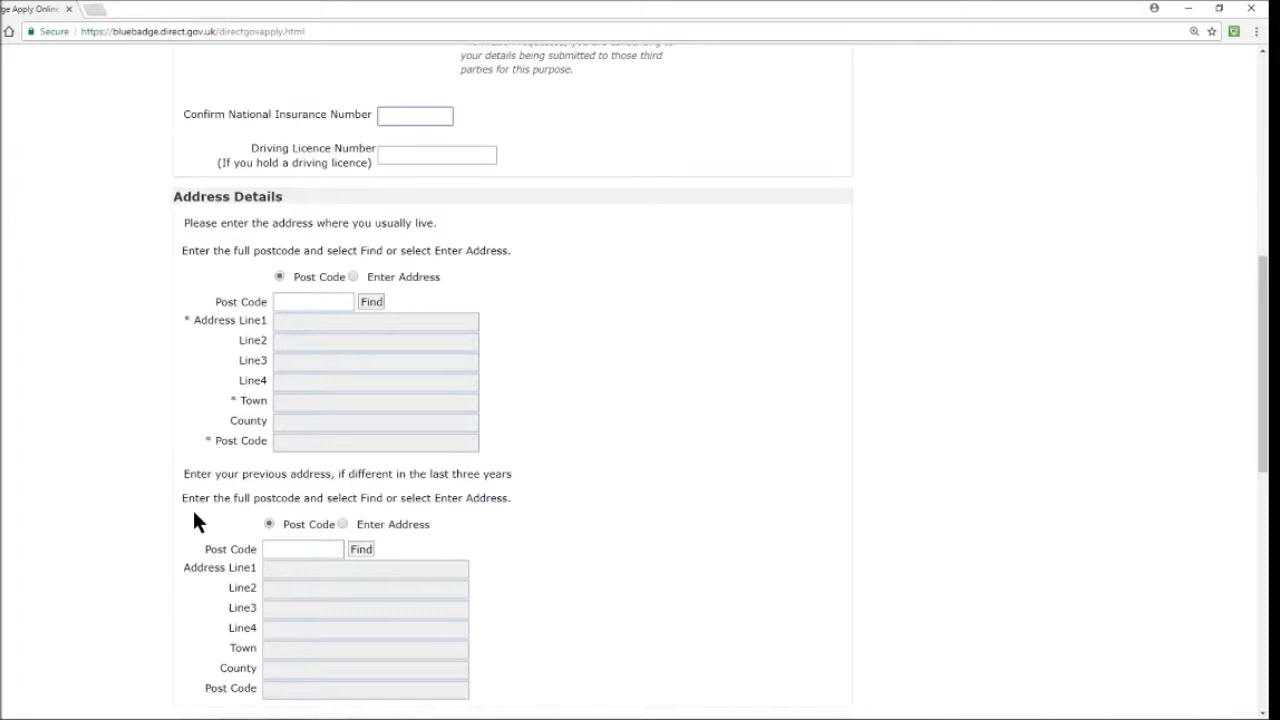 ge Apply Online
Secure https://bluebadge.direct.gov.uk/directgovapply.html
your details being submitted to those third
parties for this purpose.
Confirm National Insurance Number
Driving Licence Number
(If you hold a driving licence)
Address Details
Please enter the address where you usually live.
Enter the full postcode and select Find or select Enter Address.
Post Code Enter Address
Post Code Find
* Address Line1
Line2
Line3
Line4
* Town
County
* Post Code
Enter your previous address, if different in the last three years
Enter the full postcode and select Find or select Enter Address.
Post Code Enter Address
Post Code Find
Address Line1
Line2
Line3
Line4
Town
County
Post Code